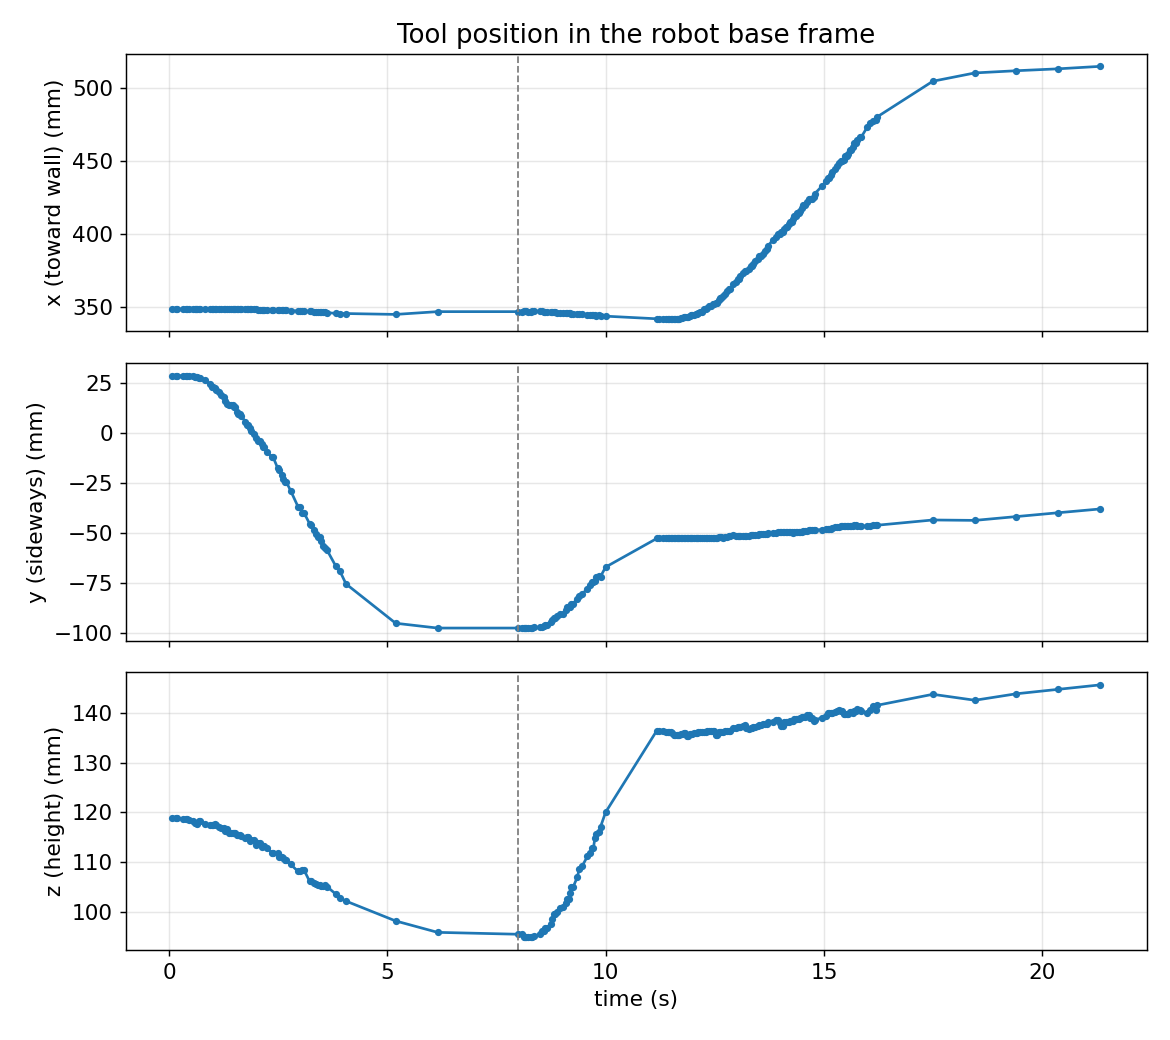 Tool position in the robot base frame
x (toward wall) (mm)
500
450
400
350
y (sideways) (mm)
25
0
−25
−50
−75
−100
z (height) (mm)
140
130
120
110
100
0 5 10 15 20
time (s)